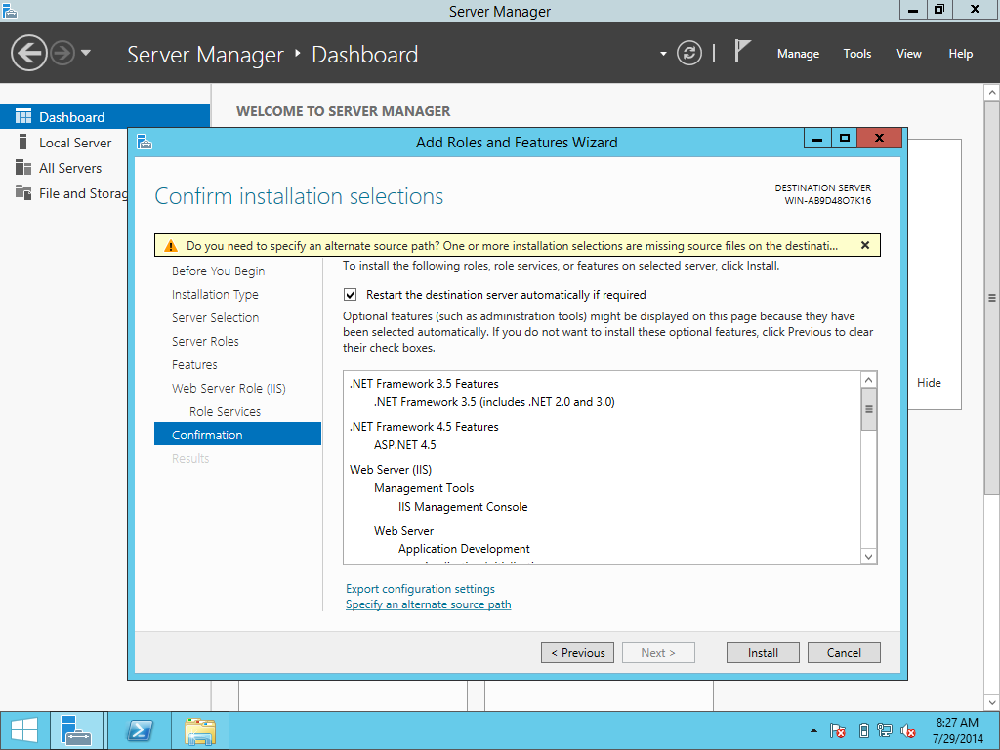 Server Manager
Server Manager ‣ Dashboard
Manage
Tools
View
Help
Dashboard
Local Server
All Servers
File and Storag
WELCOME TO SERVER MANAGER
Hide
Add Roles and Features Wizard
Confirm installation selections
DESTINATION SERVER
WIN-AB9D48O7K16
Do you need to specify an alternate source path? One or more installation selections are missing source files on the destinati...
Before You Begin
Installation Type
Server Selection
Server Roles
Features
Web Server Role (IIS)
Role Services
Confirmation
Results
To install the following roles, role services, or features on selected server, click Install.
Restart the destination server automatically if required
Optional features (such as administration tools) might be displayed on this page because they have
been selected automatically. If you do not want to install these optional features, click Previous to clear
their check boxes.
.NET Framework 3.5 Features
.NET Framework 3.5 (includes .NET 2.0 and 3.0)
.NET Framework 4.5 Features
ASP.NET 4.5
Web Server (IIS)
Management Tools
IIS Management Console
Web Server
Application Development
Export configuration settings
Specify an alternate source path
< Previous
Next >
Install
Cancel
8:27 AM
7/29/2014